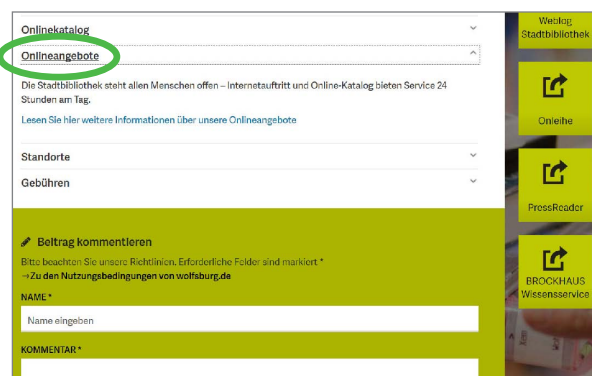 Onlinekatalog
Onlineangebote
Die Stadtbibliothek steht allen Menschen offen – Internetauftritt und Online-Katalog bieten Service 24
Stunden am Tag.
Lesen Sie hier weitere Informationen über unsere Onlineangebote
Standorte
Gebühren
Beitrag kommentieren
Bitte beachten Sie unsere Richtlinien. Erforderliche Felder sind markiert *
→Zu den Nutzungsbedingungen von wolfsburg.de
NAME *
Name eingeben
KOMMENTAR *
Weblog
Stadtbibliothek
Onleihe
PressReader
BROCKHAUS
Wissensservice